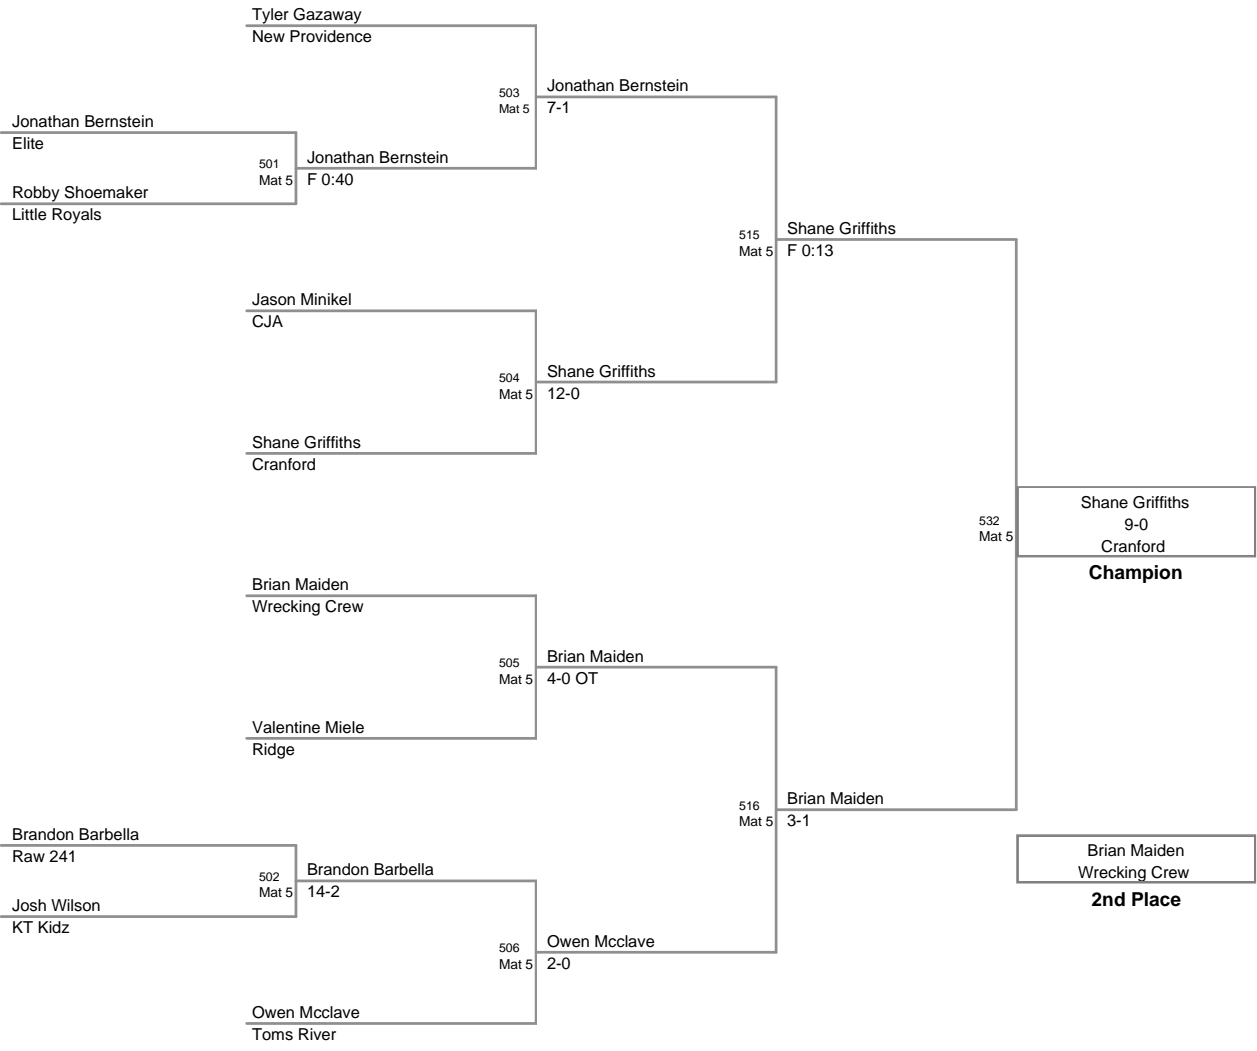 Tyler Gazaway
New Providence
503
Mat 5
Jonathan Bernstein
7-1
Jonathan Bernstein
Elite
501
Mat 5
Jonathan Bernstein
F 0:40
Robby Shoemaker
Little Royals
515
Mat 5
Shane Griffiths
F 0:13
Jason Minikel
CJA
504
Mat 5
Shane Griffiths
12-0
Shane Griffiths
Cranford
532
Mat 5
Shane Griffiths
9-0
Cranford
Champion
Brian Maiden
Wrecking Crew
505
Mat 5
Brian Maiden
4-0 OT
Valentine Miele
Ridge
516
Mat 5
Brian Maiden
3-1
Brandon Barbella
Raw 241
502
Mat 5
Brandon Barbella
14-2
Josh Wilson
KT Kidz
Brian Maiden
Wrecking Crew
2nd Place
506
Mat 5
Owen Mcclave
2-0
Owen Mcclave
Toms River